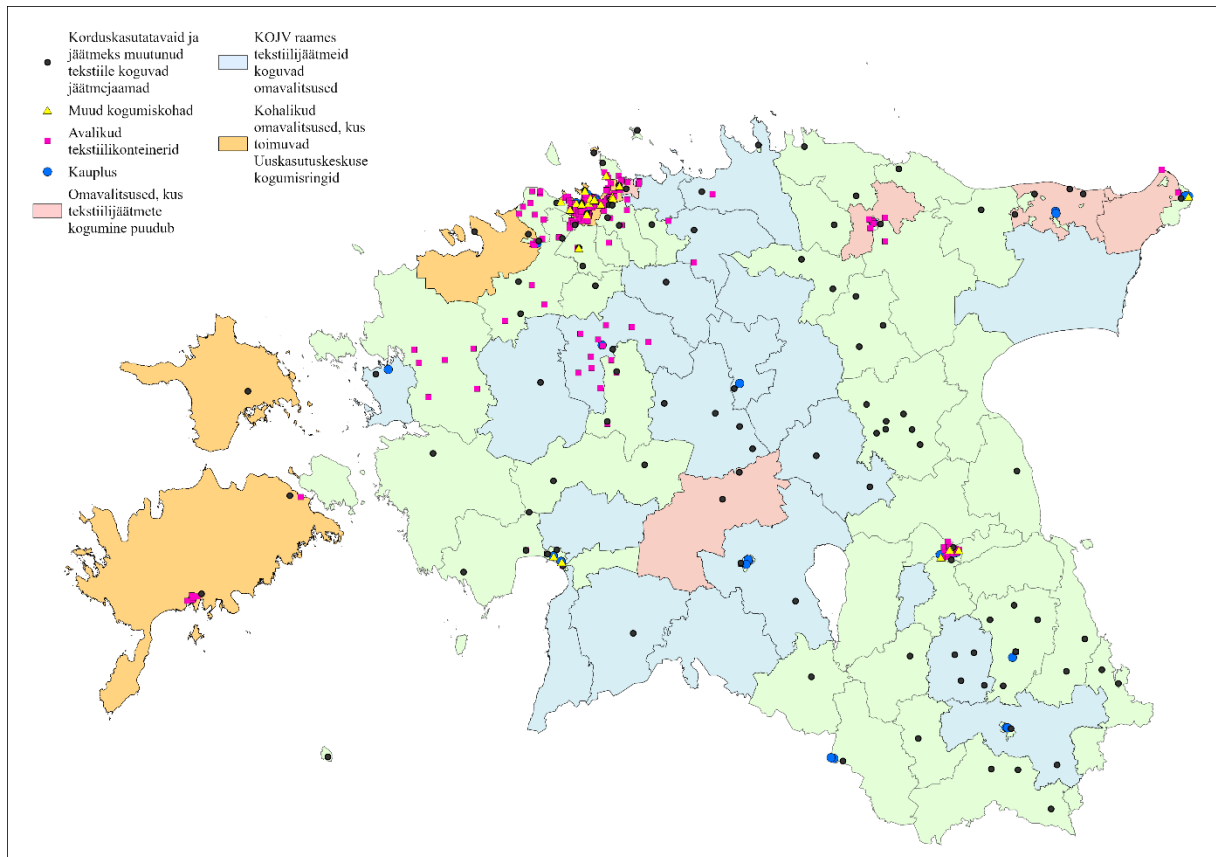 Korduskasutatavaid ja
jäätmeks muutunud
tekstiile koguvad
jäätmejaamad
Muud kogumiskohad
Avalikud
tekstiilikonteinerid
Kauplus
Omavalitsused, kus
tekstiilijäätmete
kogumine puudub
KOJV raames
tekstiilijäätmeid
koguvad
omavalitsused
Kohalikud
omavalitsused, kus
toimuvad
Uuskasutuskeskuse
kogumisringid